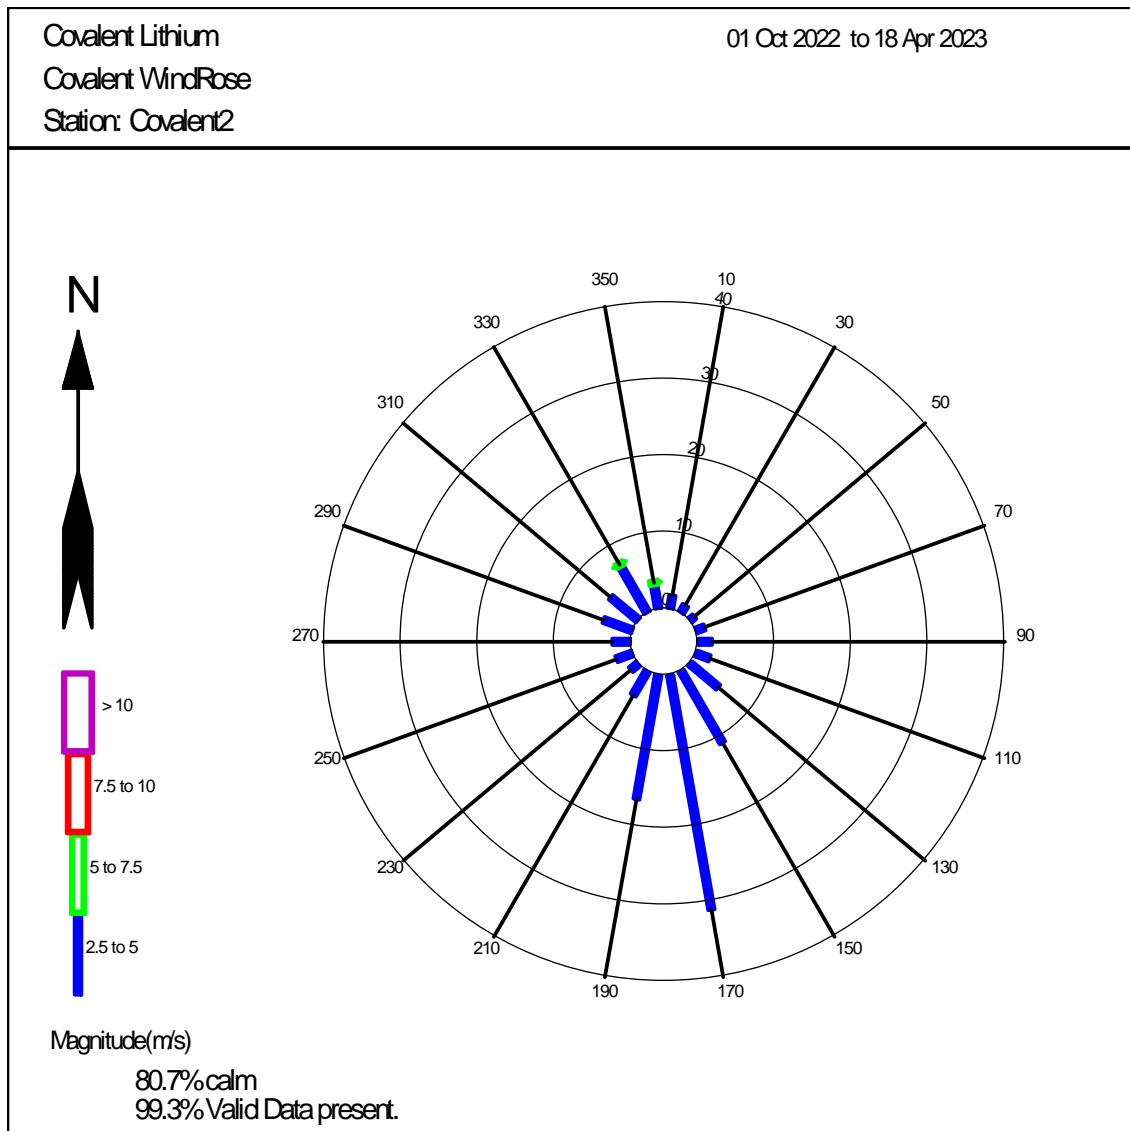 Covalent Lithium
01 Oct 2022 to 18 Apr 2023
Covalent WindRose
Station: Covalent2
N
350
10
40
330
30
30
310
50
20
290
70
10
0
270
90
> 10
250
110
7.5 to 10
5 to 7.5
230
130
2.5 to 5
210
150
190
170
Magnitude(m/s)
80.7% calm
99.3% Valid Data present.